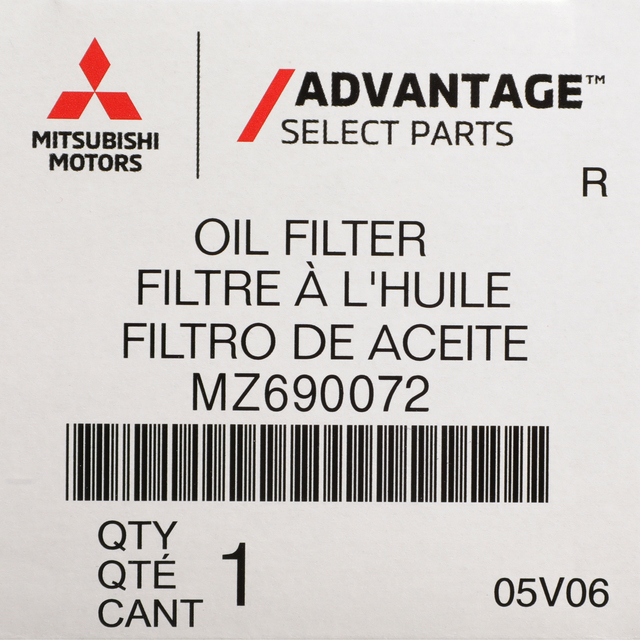 MITSUBISHI
MOTORS
ADVANTAGE™
SELECT PARTS
R
OIL FILTER
FILTRE À L'HUILE
FILTRO DE ACEITE
MZ690072
QTY
QTÉ
CANT
1
05V06